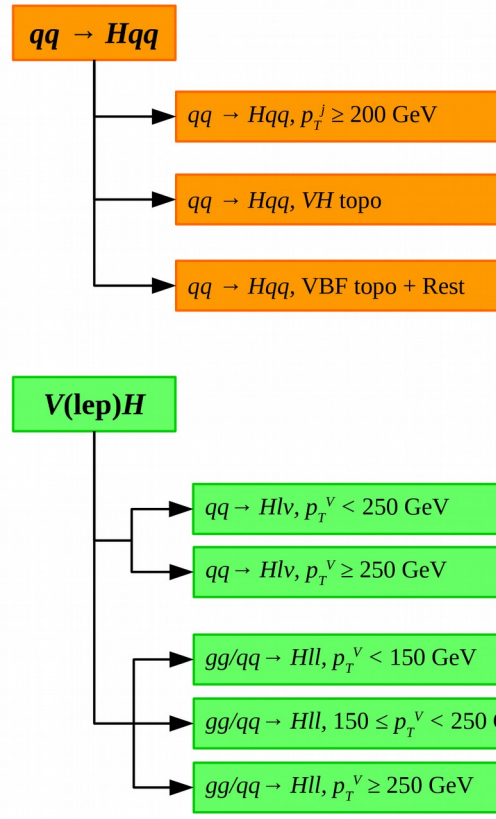 qq → Hqq
qq → Hqq, p_T^j ≥ 200 GeV
qq → Hqq, VH topo
qq → Hqq, VBF topo + Rest
V(lep)H
qq → Hlν, p_T^V < 250 GeV
qq → Hlν, p_T^V ≥ 250 GeV
gg/qq → Hll, p_T^V < 150 GeV
gg/qq → Hll, 150 ≤ p_T^V < 250
gg/qq → Hll, p_T^V ≥ 250 GeV